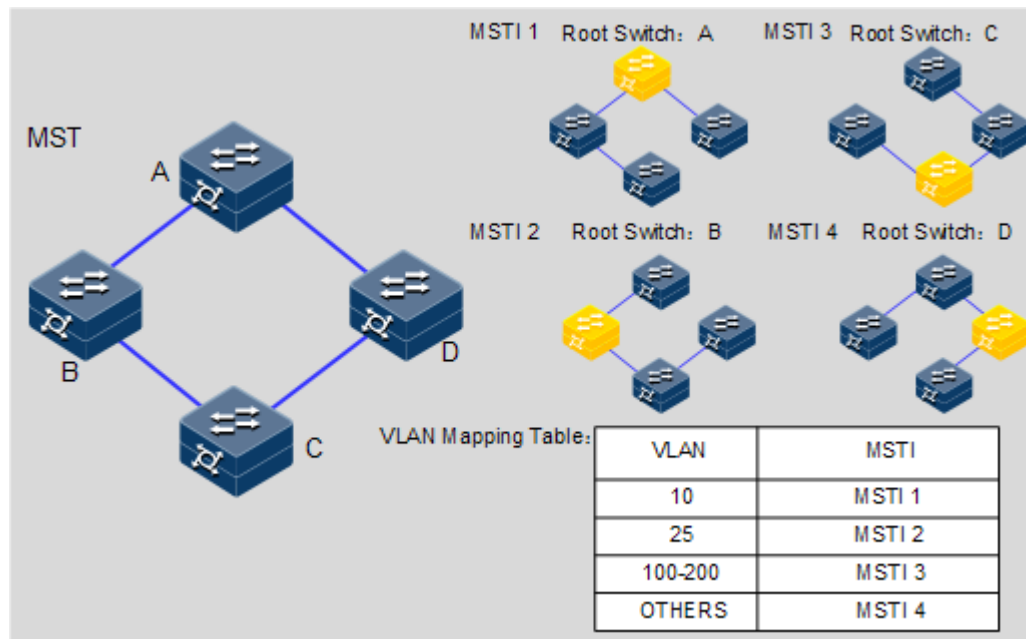 MSTI 1 Root Switch：A
MSTI 3 Root Switch：C
MST
A
B
D
C
MSTI 2 Root Switch：B
MSTI 4 Root Switch：D
VLAN Mapping Table：
VLAN MSTI
10 MSTI 1
25 MSTI 2
100-200 MSTI 3
OTHERS MSTI 4